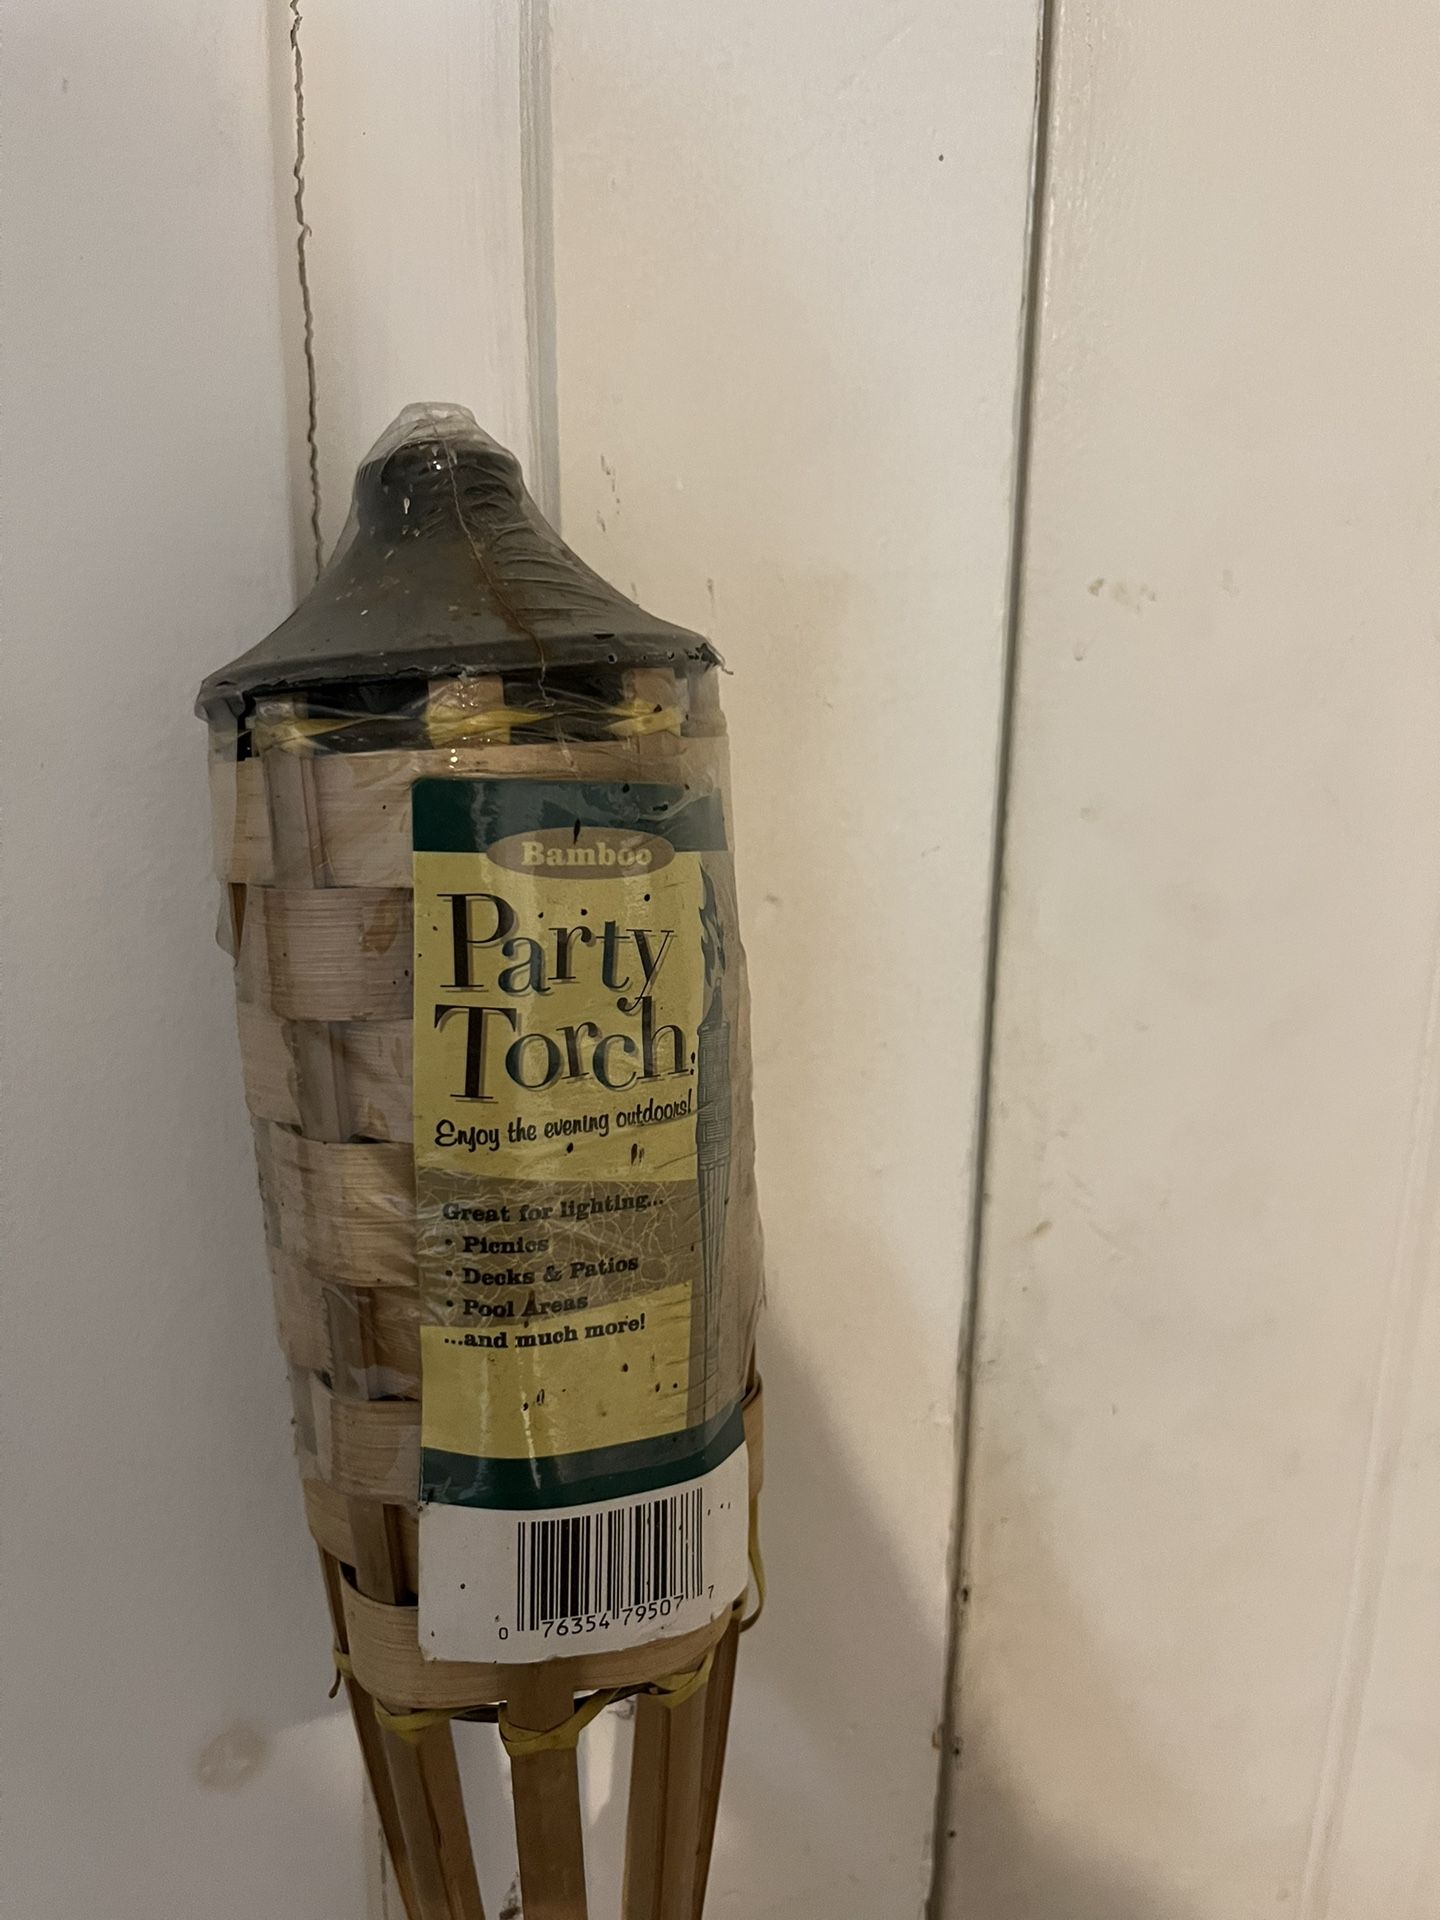 Bamboo
Party
Torch
Enjoy the evening outdoors!
Great for lighting...
• Picnics
• Decks & Patios
• Pool Areas
...and much more!
0 76354 79507 7